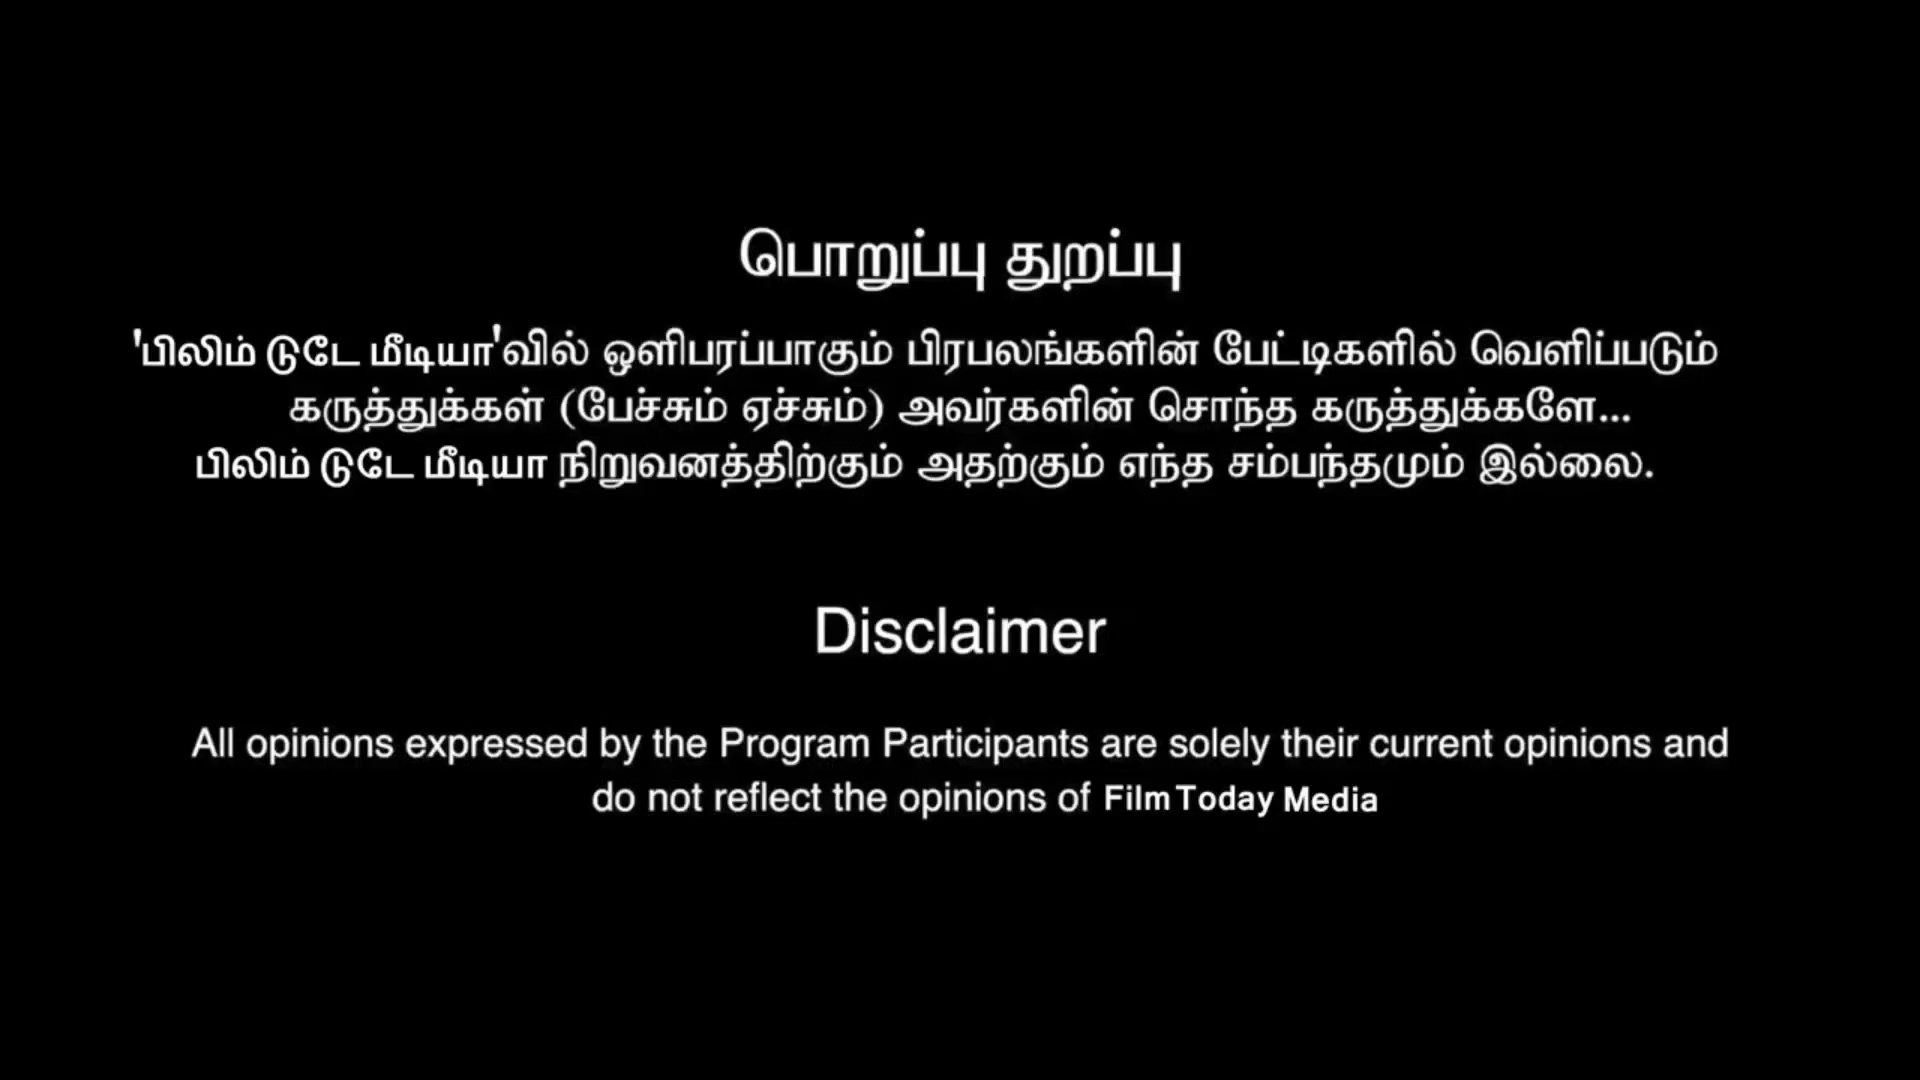 பொறுப்பு துறப்பு
'பிலிம் டுடே மீடியா'வில் ஒளிபரப்பாகும் பிரபலங்களின் பேட்டிகளில் வெளிப்படும்
கருத்துக்கள் (பேச்சும் ஏச்சும்) அவர்களின் சொந்த கருத்துக்களே...
பிலிம் டுடே மீடியா நிறுவனத்திற்கும் அதற்கும் எந்த சம்பந்தமும் இல்லை.
Disclaimer
All opinions expressed by the Program Participants are solely their current opinions and
do not reflect the opinions of Film Today Media